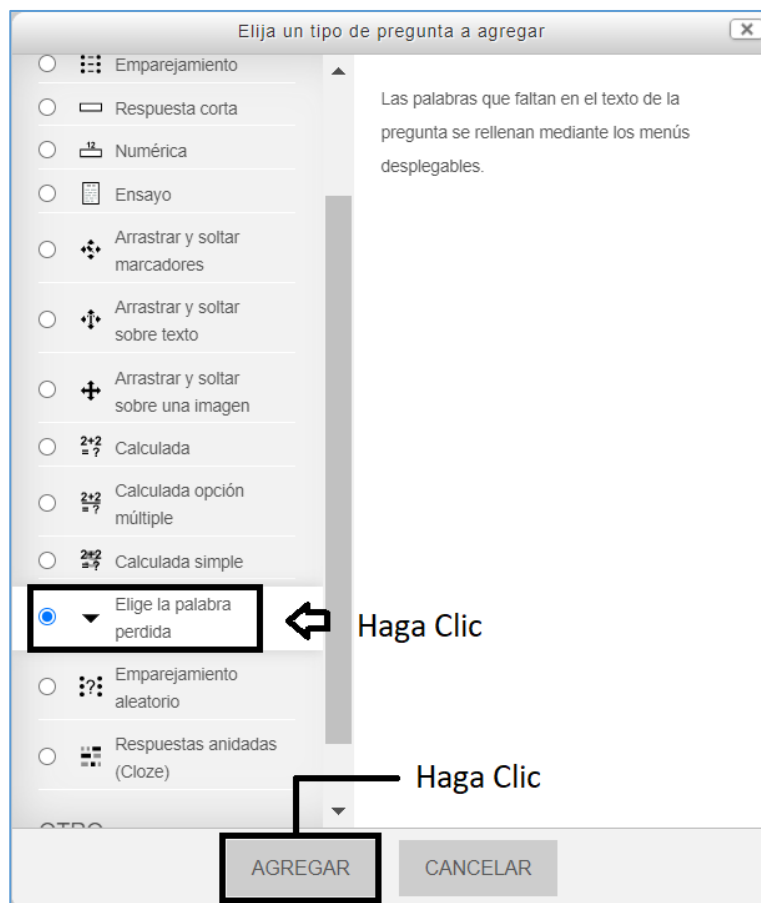 Elija un tipo de pregunta a agregar
Emparejamiento
Respuesta corta
12
Numérica
Ensayo
Arrastrar y soltar
marcadores
Arrastrar y soltar
sobre texto
Arrastrar y soltar
sobre una imagen
2+2
= ?
Calculada
2+2
= ?
Calculada opción
múltiple
2+2
= ?
Calculada simple
Elige la palabra
perdida
?
Emparejamiento
aleatorio
Respuestas anidadas
(Cloze)
OTRO
Las palabras que faltan en el texto de la
pregunta se rellenan mediante los menús
desplegables.
Haga Clic
Haga Clic
AGREGAR
CANCELAR